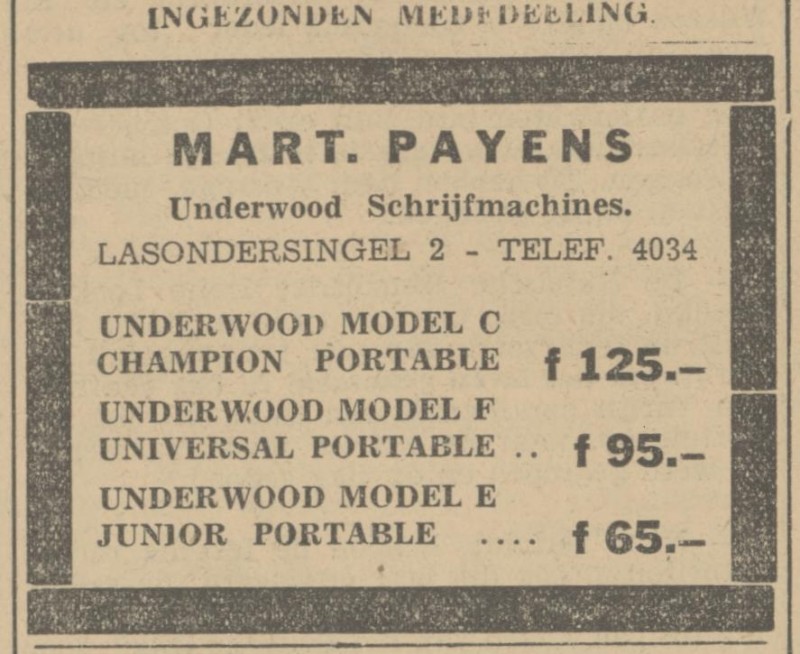 INGEZONDEN MEDEDEELING.
MART. PAYENS
Underwood Schrijfmachines.
LASONDERSINGEL 2 - TELEF. 4034
UNDERWOOD MODEL C
CHAMPION PORTABLE f 125.–
UNDERWOOD MODEL F
UNIVERSAL PORTABLE .. f 95.–
UNDERWOOD MODEL E
JUNIOR PORTABLE .... f 65.–